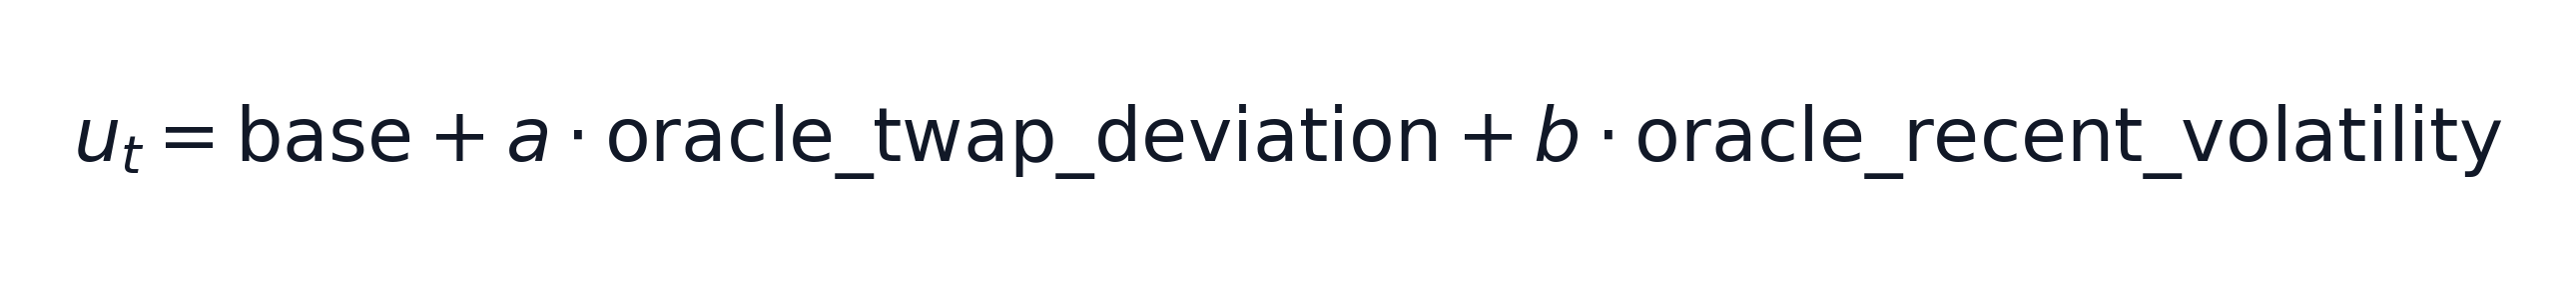 u_t = base + a · oracle_twap_deviation + b · oracle_recent_volatility